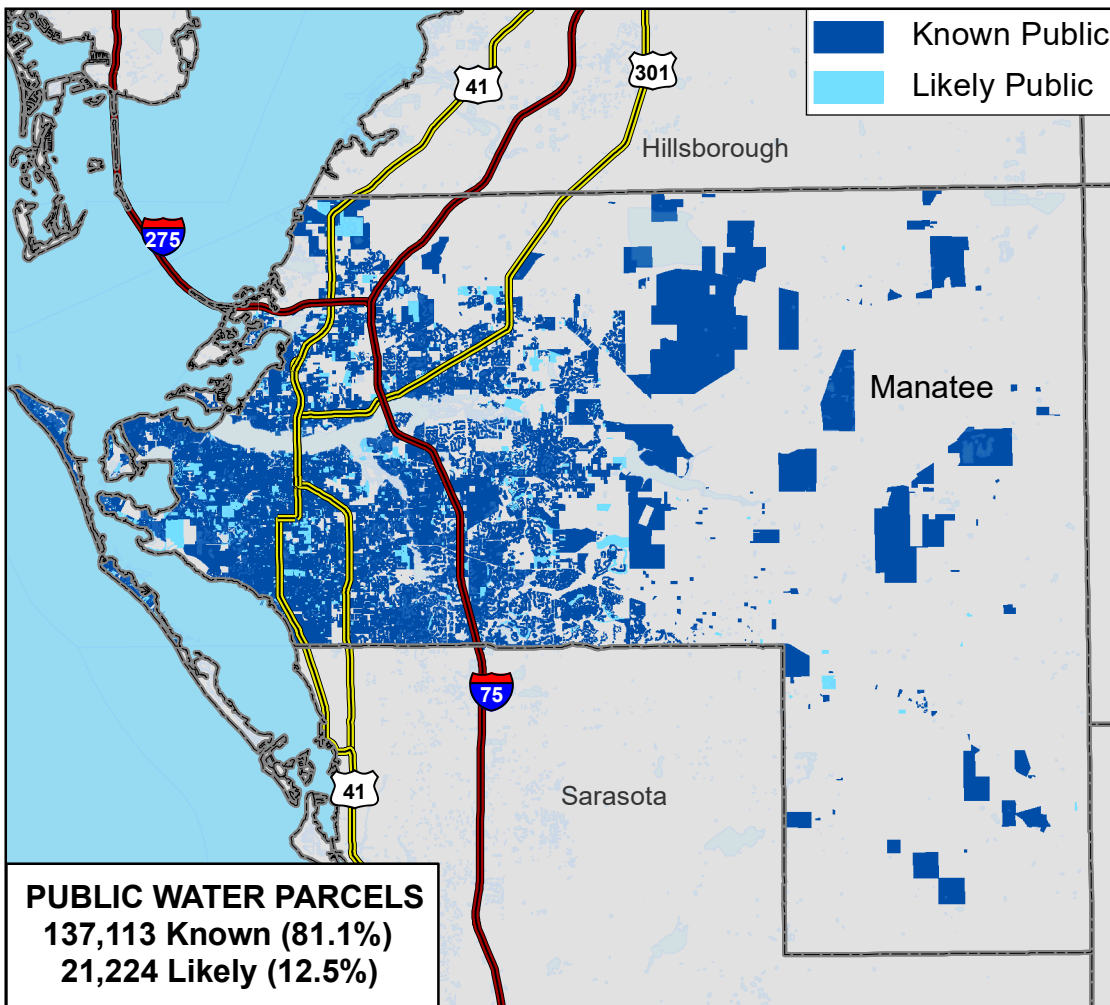 Known Public
Likely Public
41
301
Hillsborough
275
Manatee
75
41
Sarasota
PUBLIC WATER PARCELS
137,113 Known (81.1%)
21,224 Likely (12.5%)